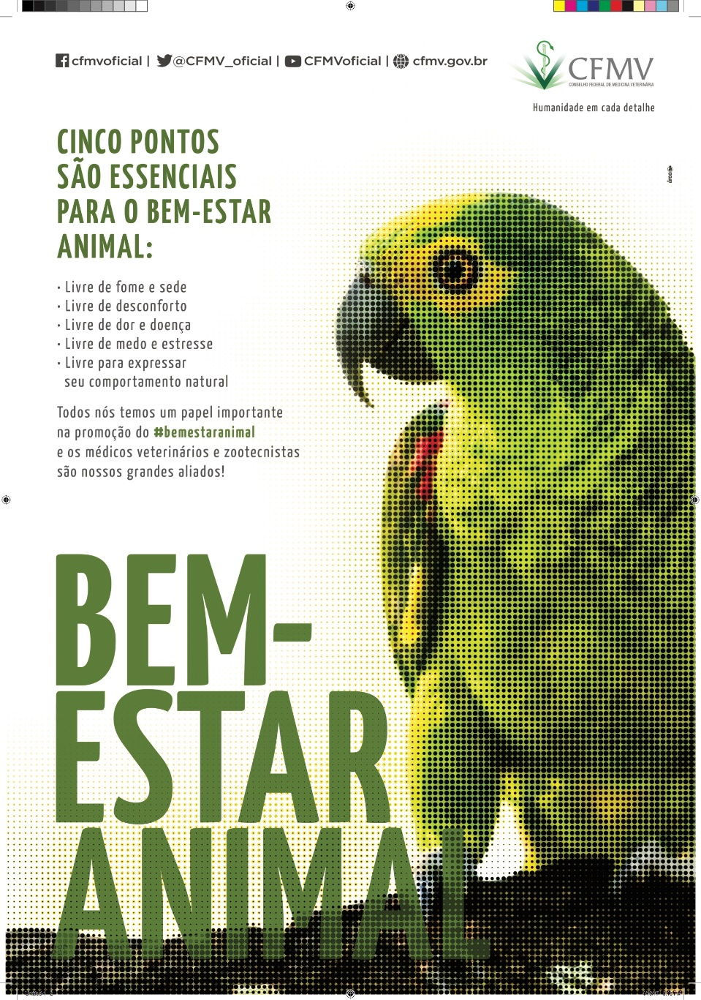 cfmvoficial | @CFMV_oficial | CFMVoficial | cfmv.gov.br
CFMV
CONSELHO FEDERAL DE MEDICINA VETERINÁRIA
Humanidade em cada detalhe
CINCO PONTOS
SÃO ESSENCIAIS
PARA O BEM-ESTAR
ANIMAL:
· Livre de fome e sede
· Livre de desconforto
· Livre de dor e doença
· Livre de medo e estresse
· Livre para expressar
seu comportamento natural
Todos nós temos um papel importante
na promoção do #bemestaranimal
e os médicos veterinários e zootecnistas
são nossos grandes aliados!
BEM-
ESTAR
ANIMAL